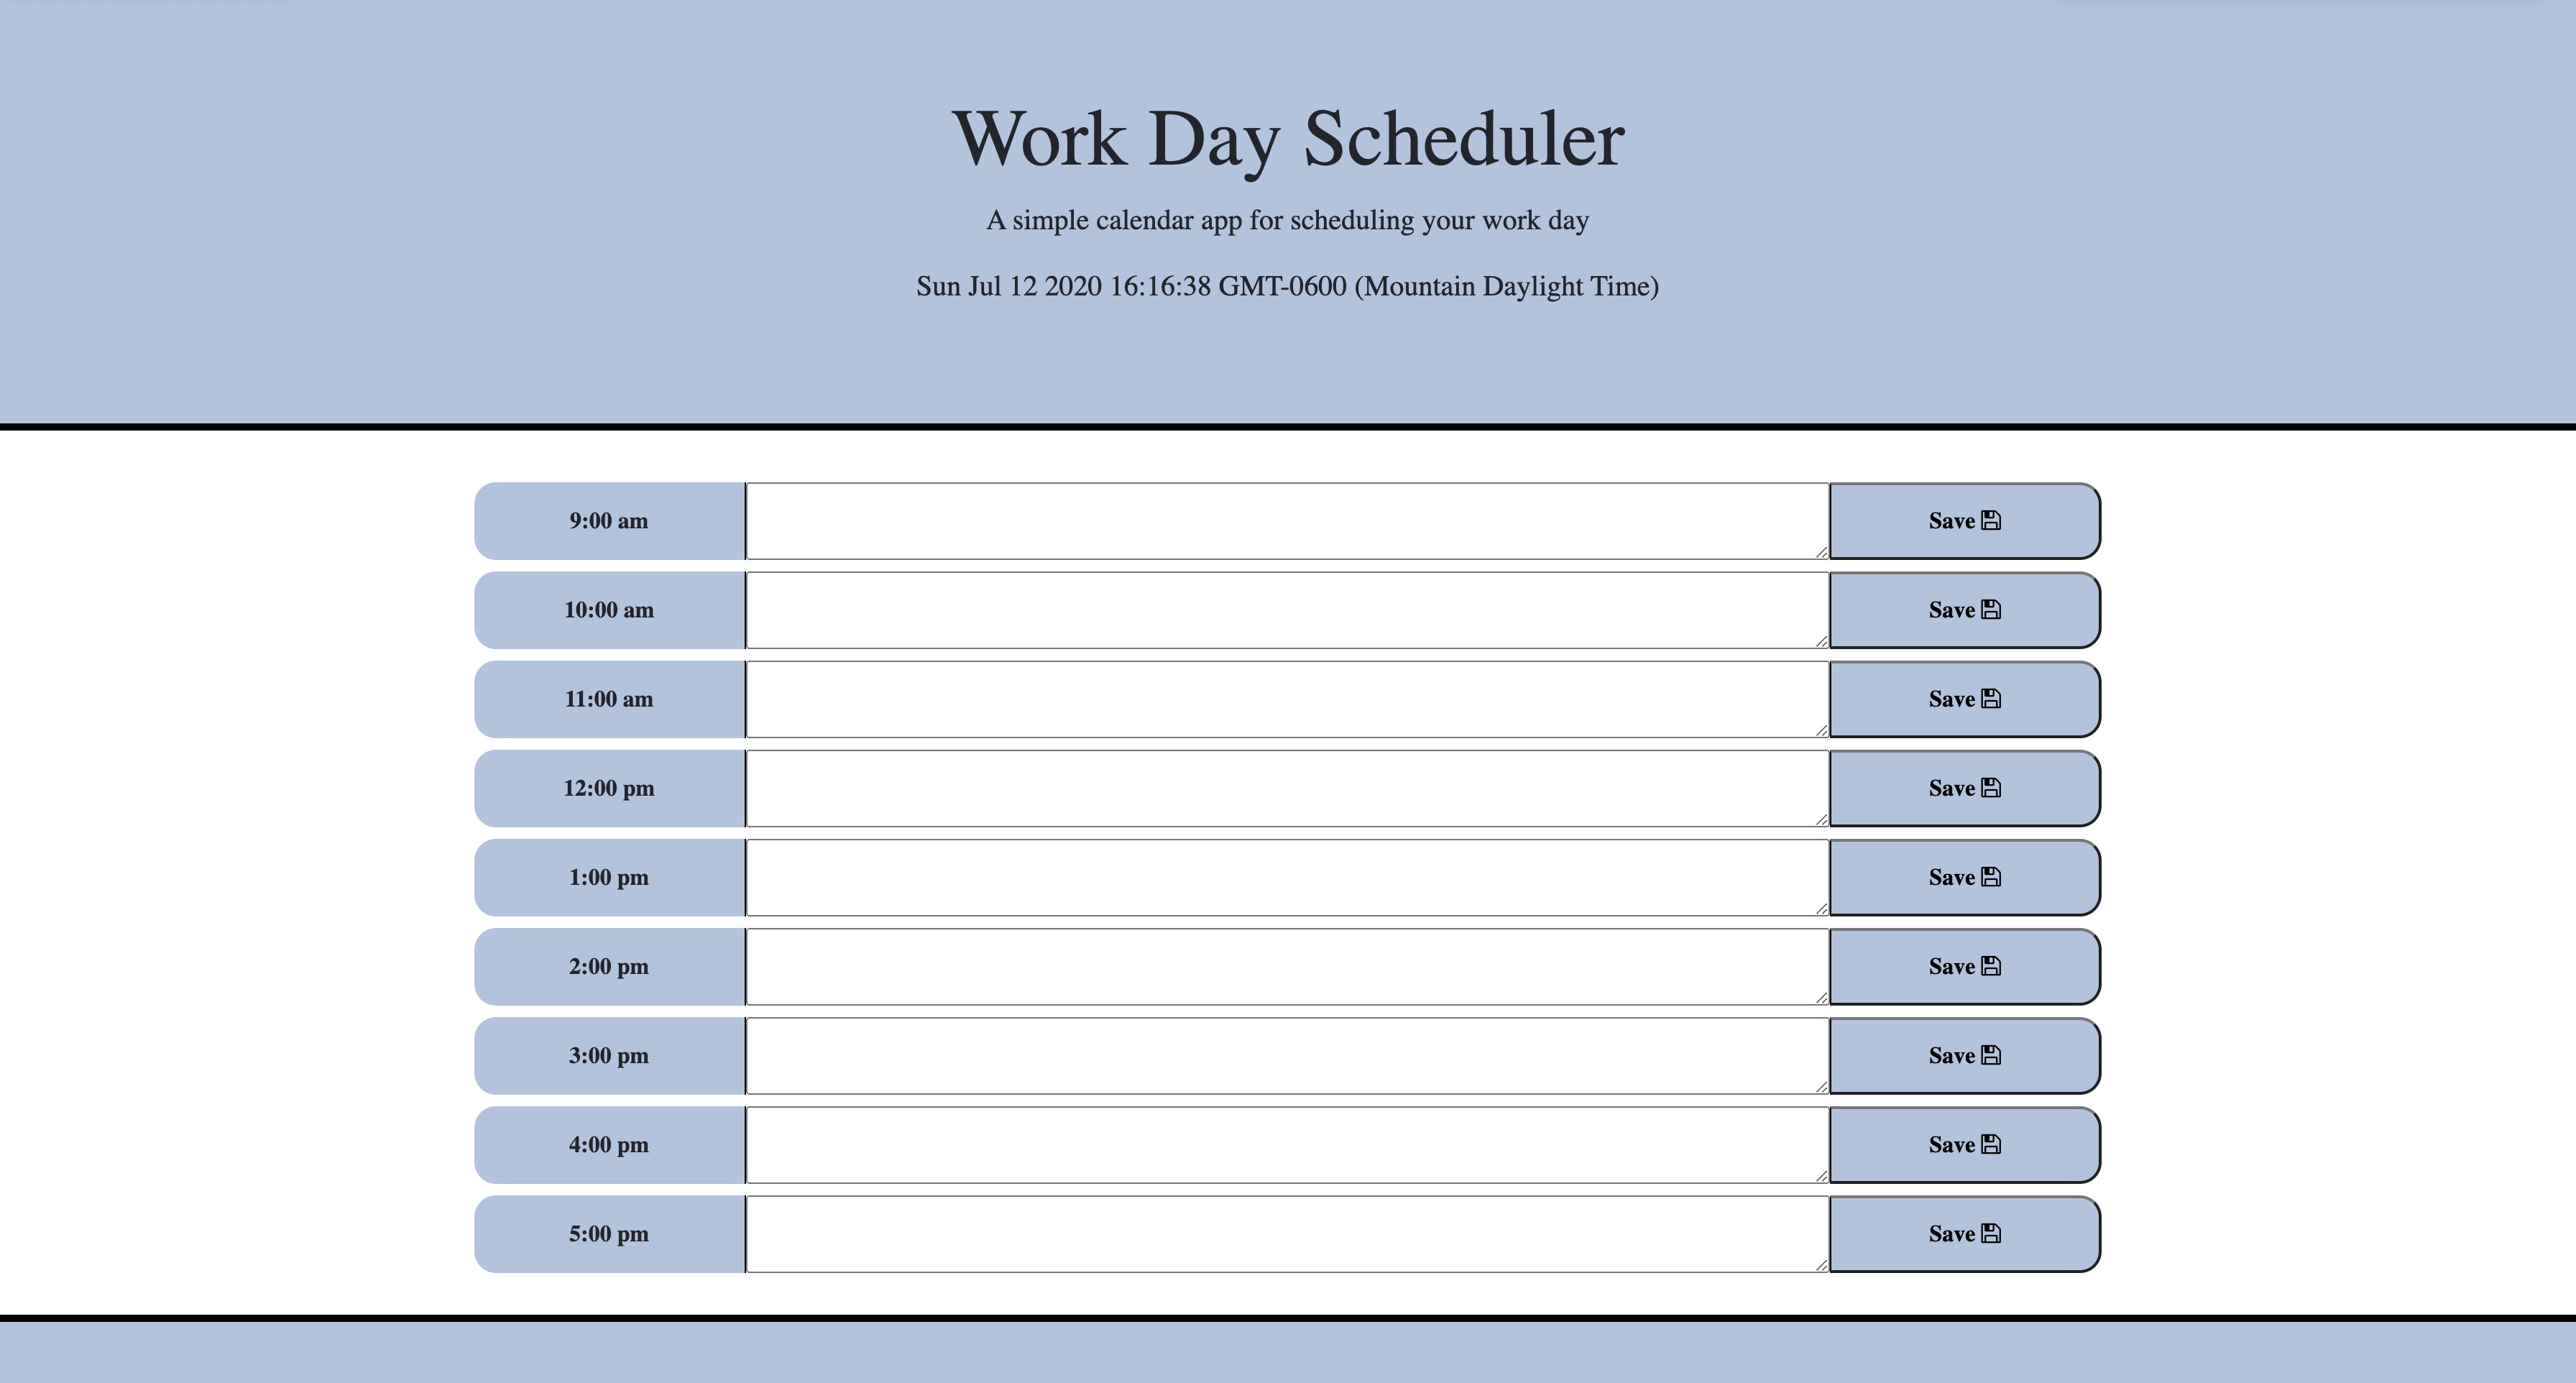 Work Day Scheduler
A simple calendar app for scheduling your work day
Sun Jul 12 2020 16:16:38 GMT-0600 (Mountain Daylight Time)
9:00 am Save
10:00 am Save
11:00 am Save
12:00 pm Save
1:00 pm Save
2:00 pm Save
3:00 pm Save
4:00 pm Save
5:00 pm Save